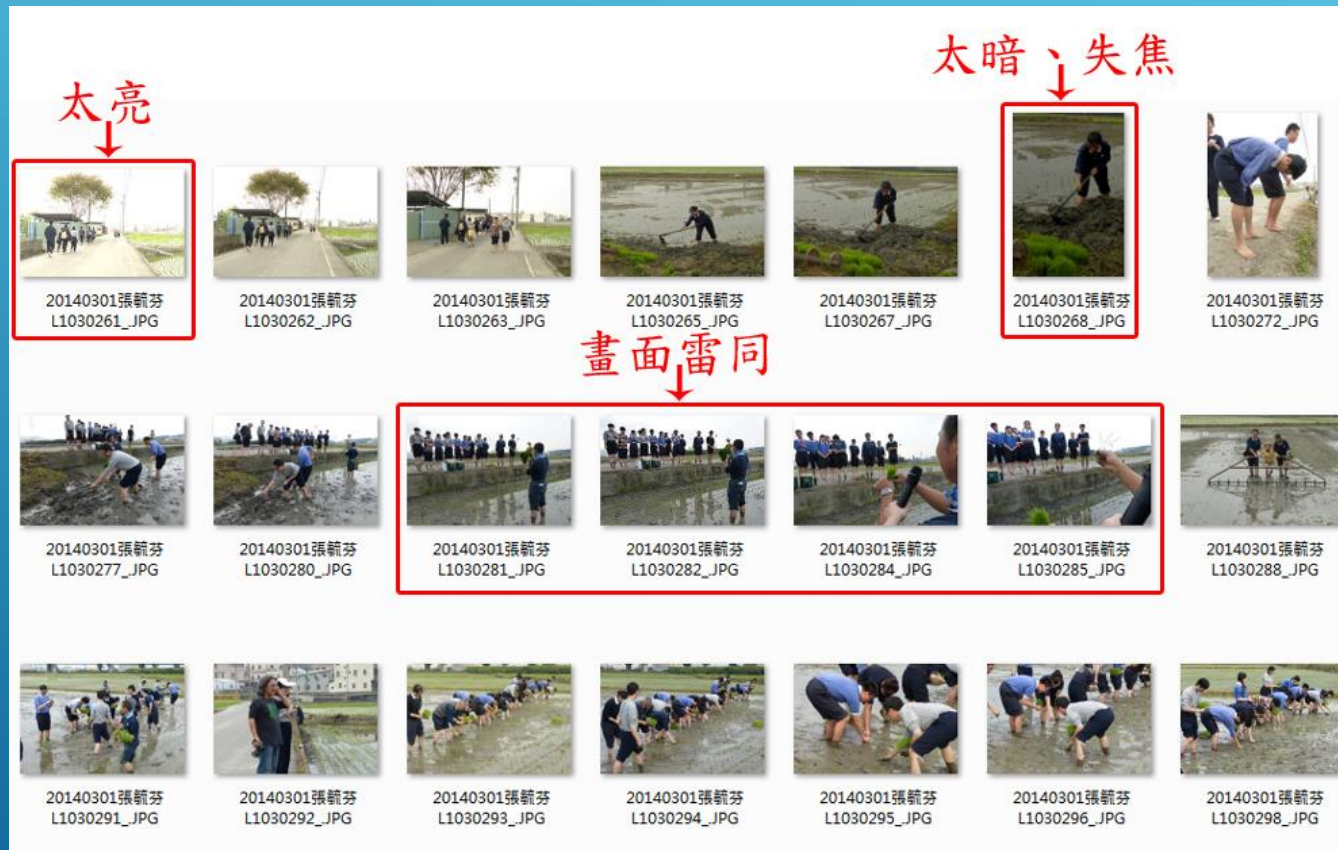 太暗、失焦
太亮
20140301張毓芬
L1030261_.JPG
20140301張毓芬
L1030262_.JPG
20140301張毓芬
L1030263_.JPG
20140301張毓芬
L1030265_.JPG
20140301張毓芬
L1030267_.JPG
20140301張毓芬
L1030268_.JPG
20140301張毓芬
L1030272_.JPG
畫面雷同
20140301張毓芬
L1030277_.JPG
20140301張毓芬
L1030280_.JPG
20140301張毓芬
L1030281_.JPG
20140301張毓芬
L1030282_.JPG
20140301張毓芬
L1030284_.JPG
20140301張毓芬
L1030285_.JPG
20140301張毓芬
L1030288_.JPG
20140301張毓芬
L1030291_.JPG
20140301張毓芬
L1030292_.JPG
20140301張毓芬
L1030293_.JPG
20140301張毓芬
L1030294_.JPG
20140301張毓芬
L1030295_.JPG
20140301張毓芬
L1030296_.JPG
20140301張毓芬
L1030298_.JPG